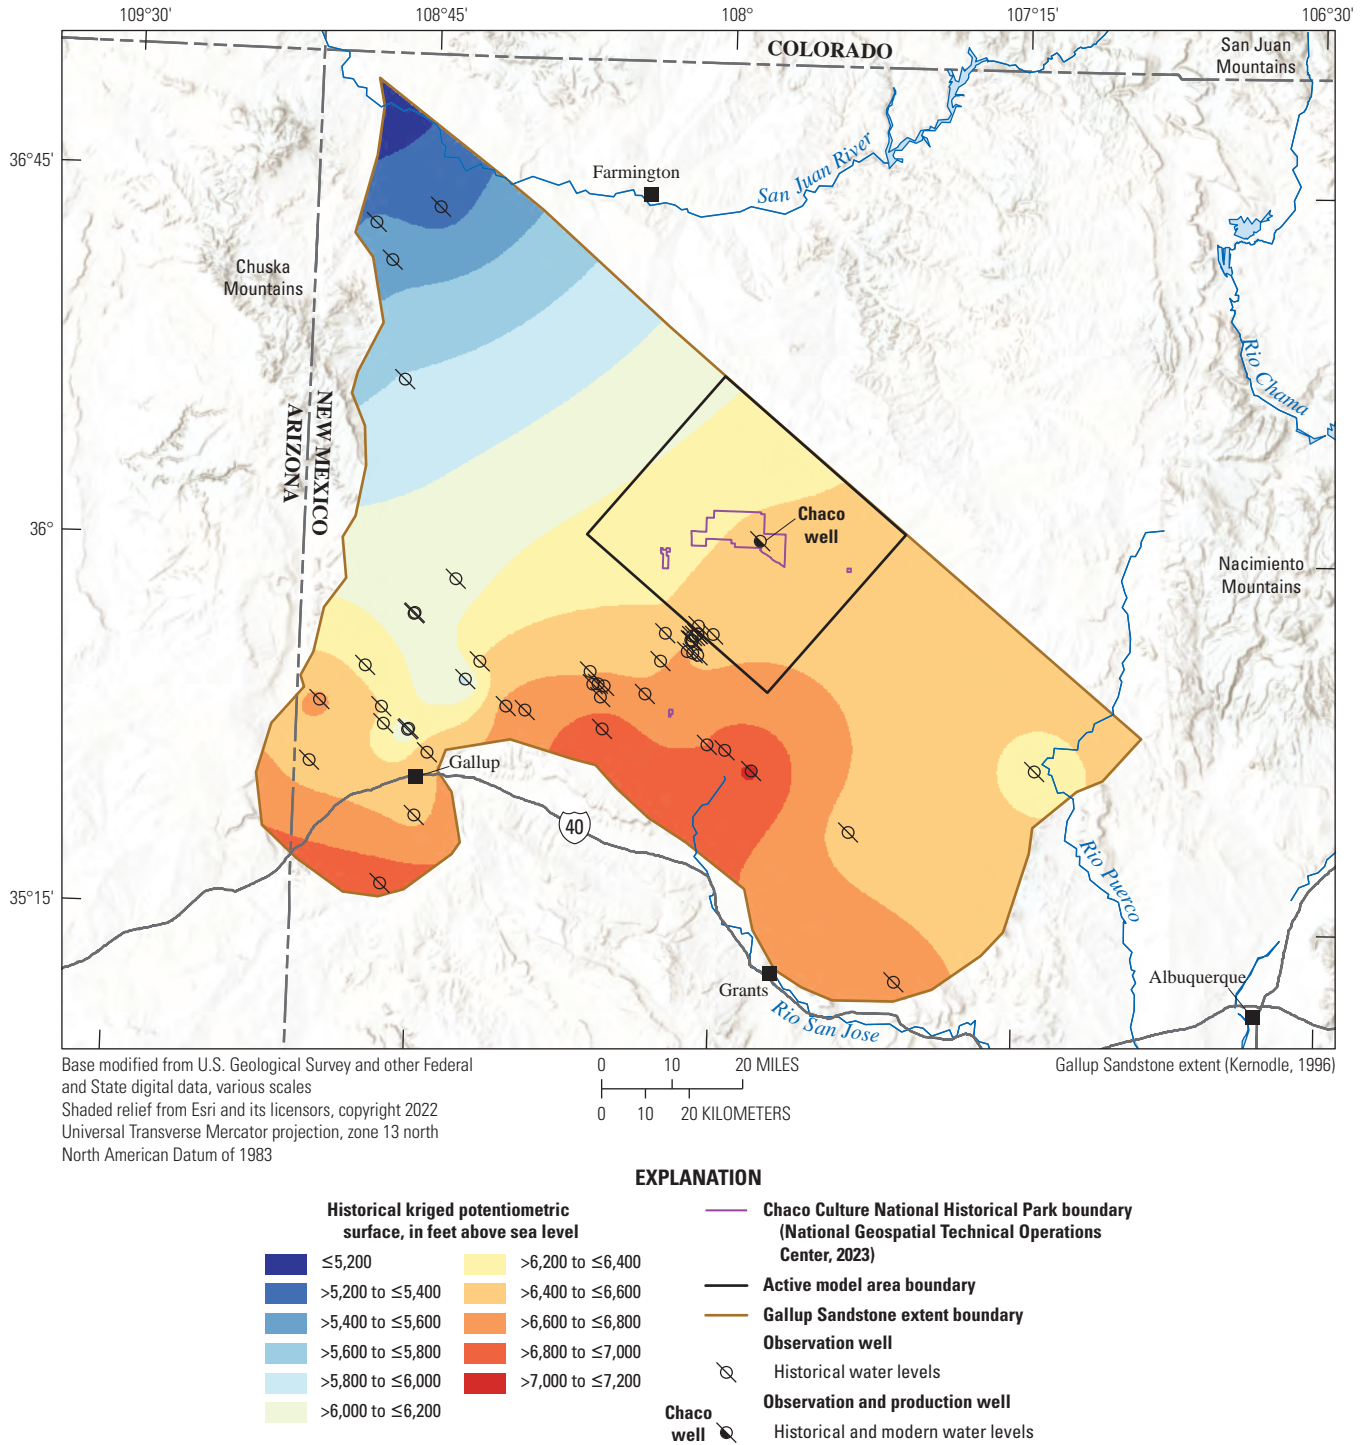 109°30'
108°45'
108°
107°15'
106°30'
COLORADO
San Juan
Mountains
36°45'
Farmington
San Juan River
Chuska
Mountains
Rio Chama
NEW MEXICO
ARIZONA
36°
Chaco
well
Nacimiento
Mountains
Gallup
40
35°15'
Rio Puerco
Albuquerque
Grants
Rio San Jose
Base modified from U.S. Geological Survey and other Federal
and State digital data, various scales
Shaded relief from Esri and its licensors, copyright 2022
Universal Transverse Mercator projection, zone 13 north
North American Datum of 1983
0 10 20 MILES
0 10 20 KILOMETERS
Gallup Sandstone extent (Kernodle, 1996)
EXPLANATION
Historical kriged potentiometric
surface, in feet above sea level
≤5,200
>5,200 to ≤5,400
>5,400 to ≤5,600
>5,600 to ≤5,800
>5,800 to ≤6,000
>6,000 to ≤6,200
>6,200 to ≤6,400
>6,400 to ≤6,600
>6,600 to ≤6,800
>6,800 to ≤7,000
>7,000 to ≤7,200
Chaco Culture National Historical Park boundary
(National Geospatial Technical Operations
Center, 2023)
Active model area boundary
Gallup Sandstone extent boundary
Observation well
Historical water levels
Observation and production well
Chaco
well
Historical and modern water levels